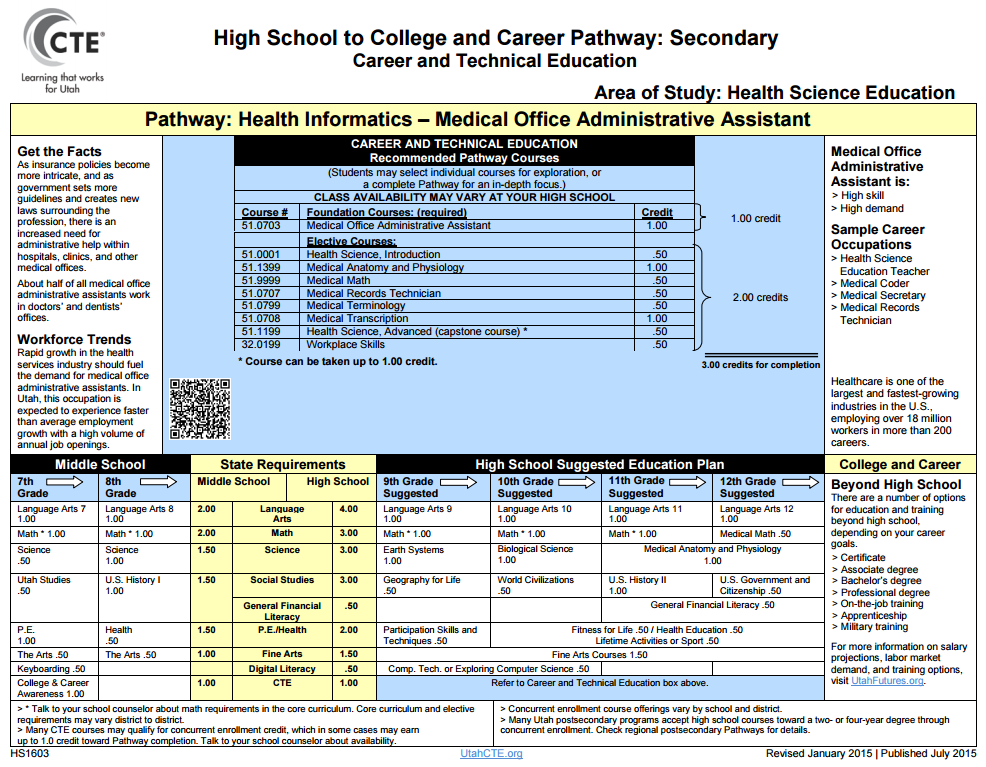 CTE®
Learning that works
for Utah
High School to College and Career Pathway: Secondary
Career and Technical Education
Area of Study: Health Science Education
Pathway: Health Informatics – Medical Office Administrative Assistant
Get the Facts
As insurance policies become
more intricate, and as
government sets more
guidelines and creates new
laws surrounding the
profession, there is an
increased need for
administrative help within
hospitals, clinics, and other
medical offices.
About half of all medical office
administrative assistants work
in doctors' and dentists'
offices.
Workforce Trends
Rapid growth in the health
services industry should fuel
the demand for medical office
administrative assistants. In
Utah, this occupation is
expected to experience faster
than average employment
growth with a high volume of
annual job openings.
CAREER AND TECHNICAL EDUCATION
Recommended Pathway Courses
(Students may select individual courses for exploration, or
a complete Pathway for an in-depth focus.)
CLASS AVAILABILITY MAY VARY AT YOUR HIGH SCHOOL
Course # Foundation Courses: (required) Credit
51.0703 Medical Office Administrative Assistant 1.00
1.00 credit
Elective Courses:
51.0001 Health Science, Introduction .50
51.1399 Medical Anatomy and Physiology 1.00
51.9999 Medical Math .50
51.0707 Medical Records Technician .50
51.0799 Medical Terminology .50
51.0708 Medical Transcription 1.00
51.1199 Health Science, Advanced (capstone course) * .50
32.0199 Workplace Skills .50
2.00 credits
* Course can be taken up to 1.00 credit.
3.00 credits for completion
Medical Office
Administrative
Assistant is:
> High skill
> High demand
Sample Career
Occupations
> Health Science
Education Teacher
> Medical Coder
> Medical Secretary
> Medical Records
Technician
Healthcare is one of the
largest and fastest-growing
industries in the U.S.,
employing over 18 million
workers in more than 200
careers.
Middle School State Requirements High School Suggested Education Plan College and Career
7th Grade 8th Grade Middle School High School 9th Grade Suggested 10th Grade Suggested 11th Grade Suggested 12th Grade Suggested
Language Arts 7 1.00 Language Arts 8 1.00 2.00 Language Arts 4.00 Language Arts 9 1.00 Language Arts 10 1.00 Language Arts 11 1.00 Language Arts 12 1.00
Math * 1.00 Math * 1.00 2.00 Math 3.00 Math * 1.00 Math * 1.00 Math * 1.00 Medical Math .50
Science .50 Science 1.00 1.50 Science 3.00 Earth Systems 1.00 Biological Science 1.00 Medical Anatomy and Physiology 1.00
Utah Studies .50 U.S. History I 1.00 1.50 Social Studies 3.00 Geography for Life .50 World Civilizations .50 U.S. History II 1.00 U.S. Government and Citizenship .50
General Financial Literacy .50 General Financial Literacy .50
P.E. 1.00 Health .50 1.50 P.E./Health 2.00 Participation Skills and Techniques .50 Fitness for Life .50 / Health Education .50 Lifetime Activities or Sport .50
The Arts .50 The Arts .50 1.00 Fine Arts 1.50 Fine Arts Courses 1.50
Keyboarding .50 Digital Literacy .50 Comp. Tech. or Exploring Computer Science .50
College & Career Awareness 1.00 1.00 CTE 1.00 Refer to Career and Technical Education box above.
Beyond High School
There are a number of options
for education and training
beyond high school,
depending on your career
goals.
> Certificate
> Associate degree
> Bachelor's degree
> Professional degree
> On-the-job training
> Apprenticeship
> Military training
For more information on salary
projections, labor market
demand, and training options,
visit UtahFutures.org.
> * Talk to your school counselor about math requirements in the core curriculum. Core curriculum and elective
requirements may vary district to district.
> Many CTE courses may qualify for concurrent enrollment credit, which in some cases may earn
up to 1.0 credit toward Pathway completion. Talk to your school counselor about availability.
> Concurrent enrollment course offerings vary by school and district.
> Many Utah postsecondary programs accept high school courses toward a two- or four-year degree through
concurrent enrollment. Check regional postsecondary Pathways for details.
HS1603 UtahCTE.org Revised January 2015 | Published July 2015